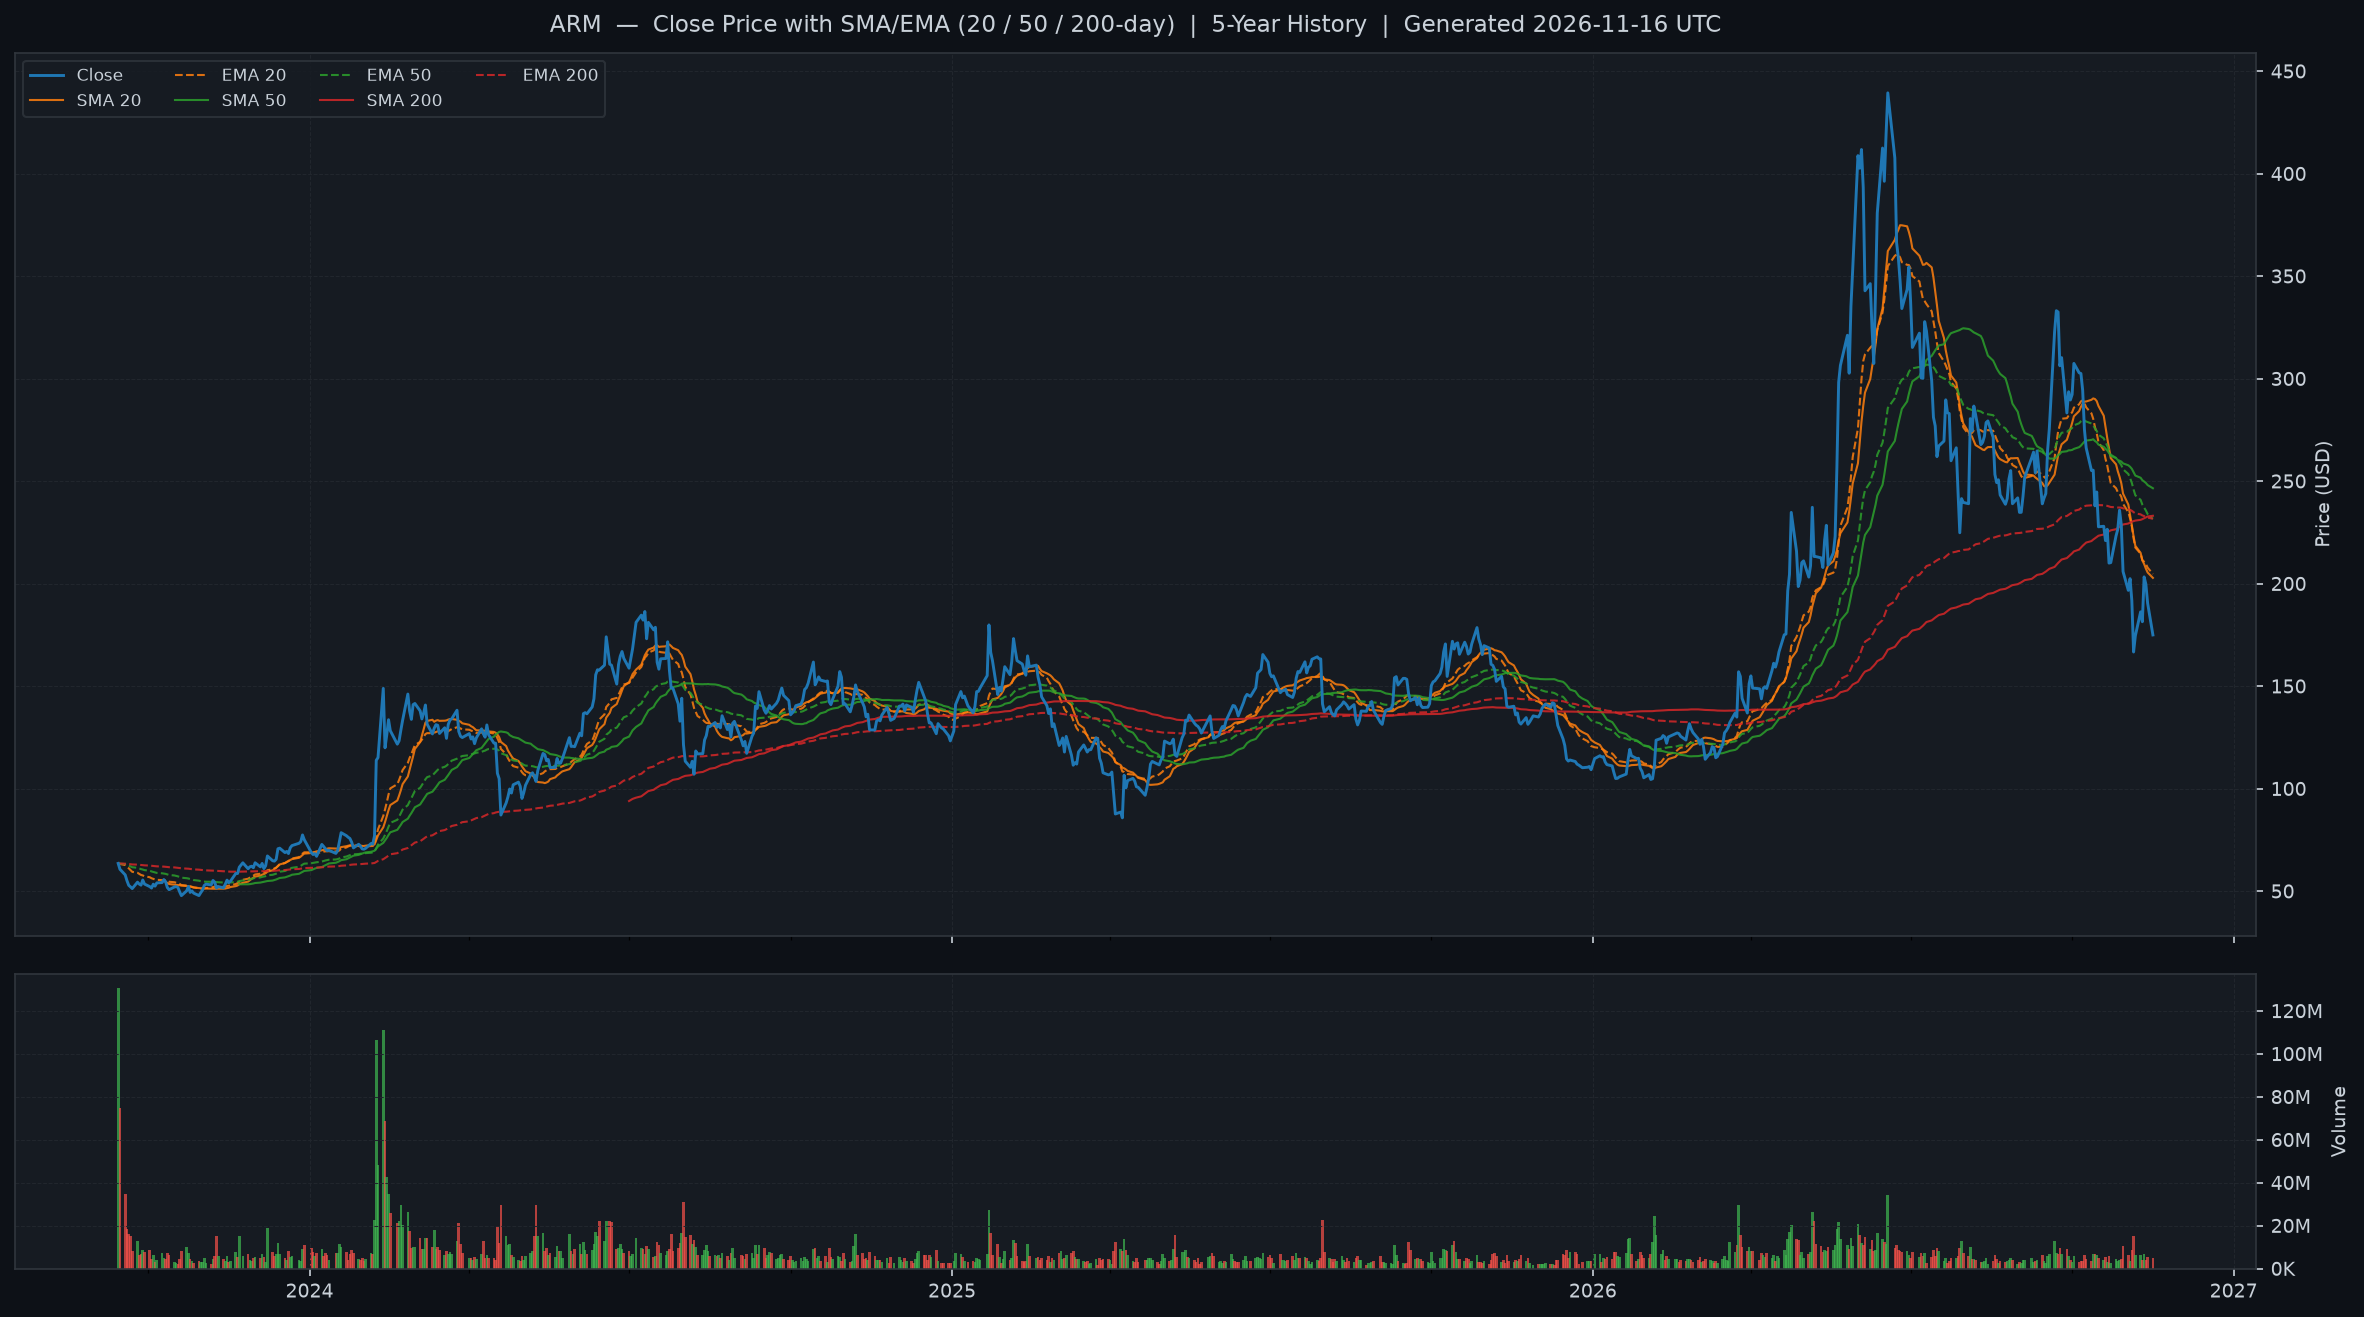 ARM — Close Price with SMA/EMA (20 / 50 / 200-day) | 5-Year History | Generated 2026-11-16 UTC
Close EMA 20 EMA 50 EMA 200
SMA 20 SMA 50 SMA 200
450
400
350
300
250
200
150
100
50
Price (USD)
120M
100M
80M
60M
40M
20M
0K
Volume
2024 2025 2026 2027